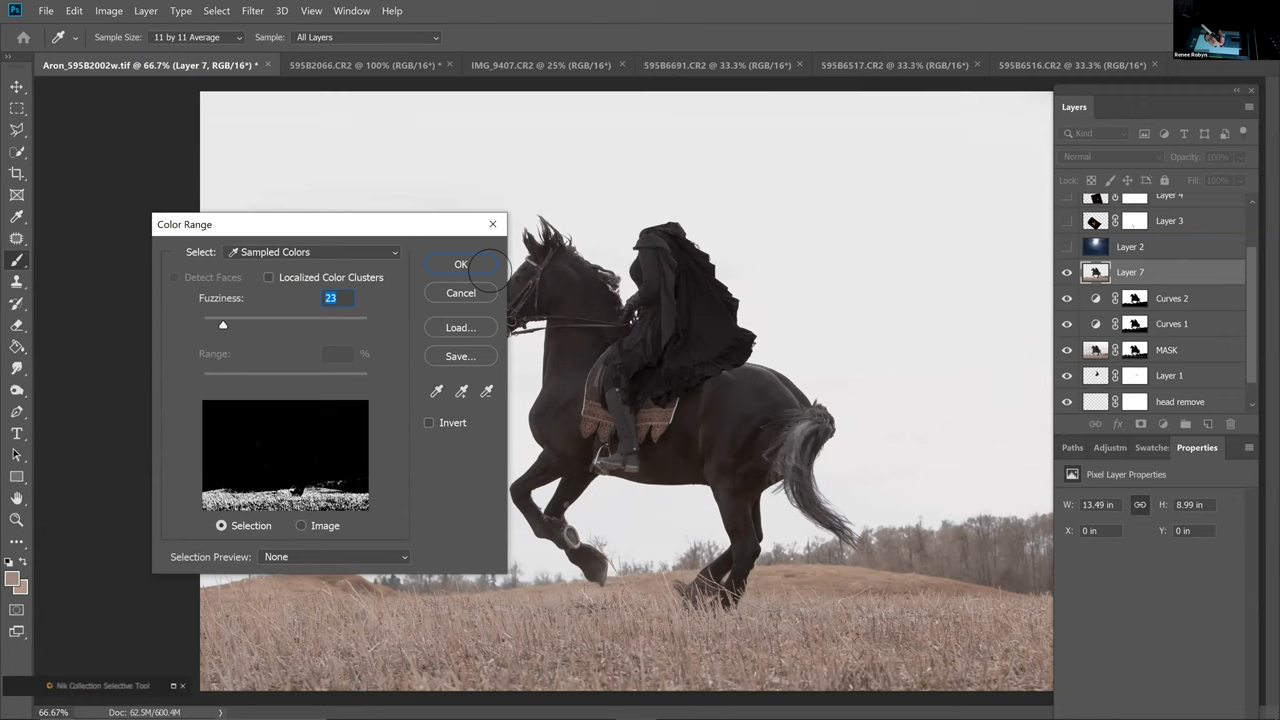 Ps File Edit Image Layer Type Select Filter 3D View Window Help
Sample Size: 11 by 11 Average Sample: All Layers
Renee Robyn
Aron_595B2002w.tif @ 66.7% (Layer 7, RGB/16*) * 595B2066.CR2 @ 100% (RGB/16*) * IMG_9407.CR2 @ 25% (RGB/16*) 595B6691.CR2 @ 33.3% (RGB/16*) 595B6517.CR2 @ 33.3% (RGB/16*) 595B6516.CR2 @ 33.3% (RGB/16*)
Color Range
Select: Sampled Colors
Detect Faces Localized Color Clusters
Fuzziness: 23
Range: %
Selection Image
Selection Preview: None
OK
Cancel
Load...
Save...
Invert
Layers
Kind
Normal Opacity: 100%
Lock: Fill: 100%
Layer 4
Layer 3
Layer 2
Layer 7
Curves 2
Curves 1
MASK
Layer 1
head remove
Paths Adjustm Swatche Properties
Pixel Layer Properties
W: 13.49 in H: 8.99 in
X: 0 in Y: 0 in
Nik Collection Selective Tool
66.67% Doc: 62.5M/600.4M